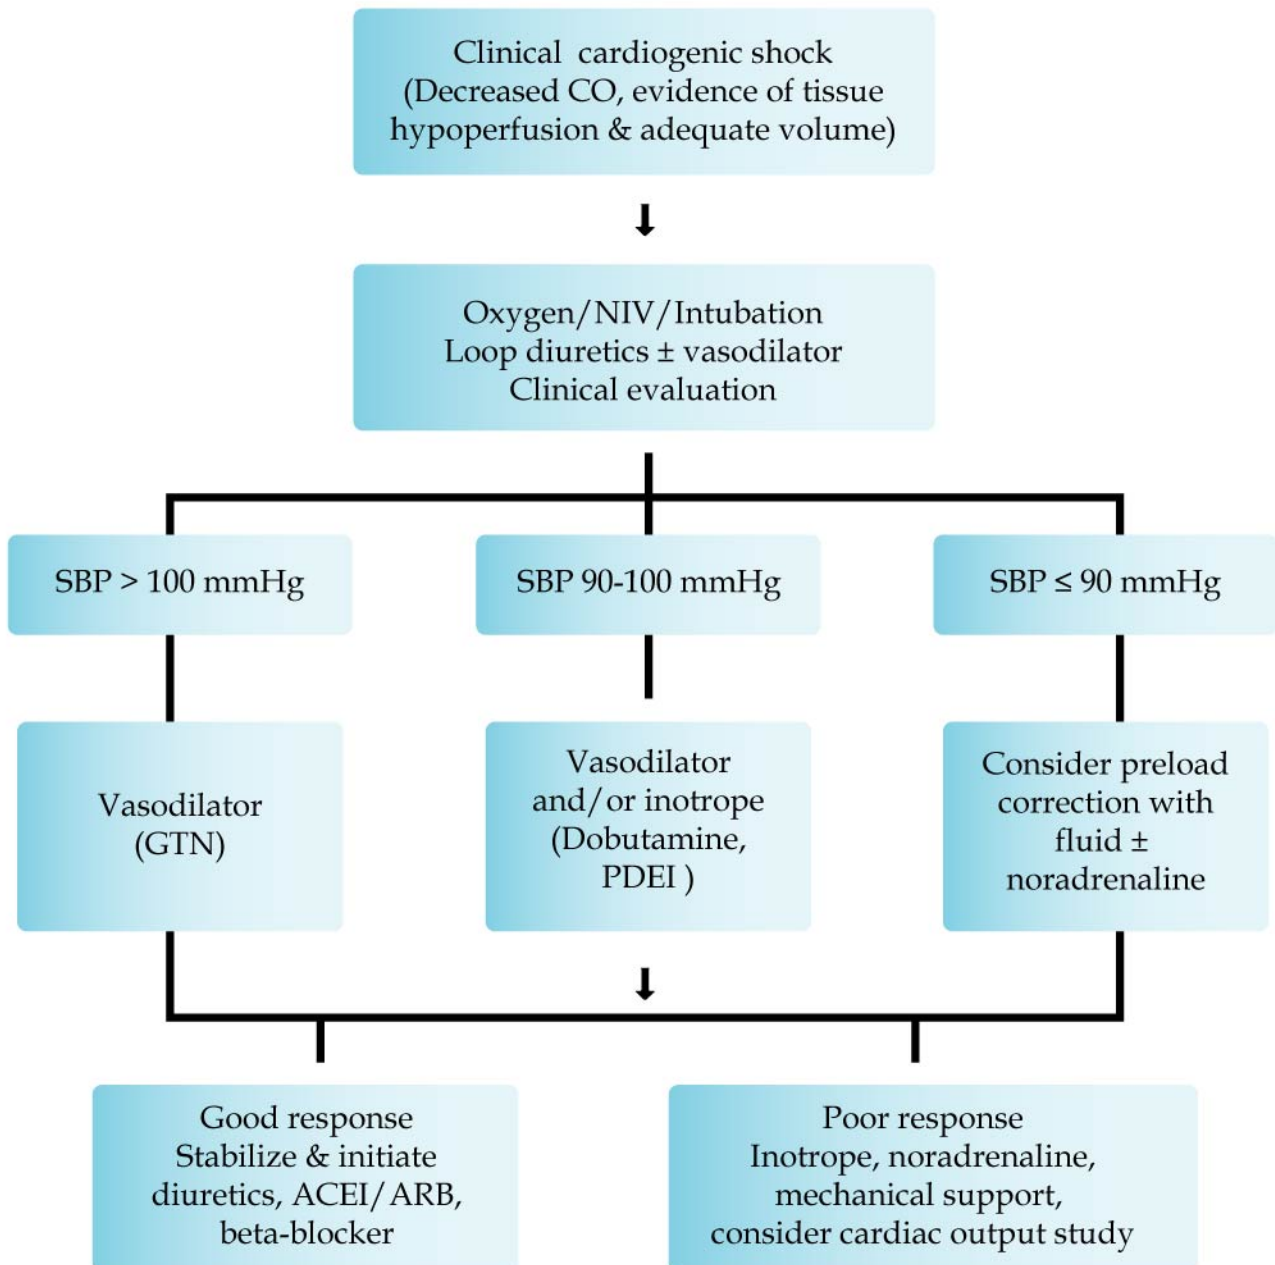 Clinical cardiogenic shock
(Decreased CO, evidence of tissue
hypoperfusion & adequate volume)
Oxygen/NIV/Intubation
Loop diuretics ± vasodilator
Clinical evaluation
SBP > 100 mmHg
SBP 90-100 mmHg
SBP ≤ 90 mmHg
Vasodilator
(GTN)
Vasodilator
and/or inotrope
(Dobutamine,
PDEI )
Consider preload
correction with
fluid ±
noradrenaline
Good response
Stabilize & initiate
diuretics, ACEI/ARB,
beta-blocker
Poor response
Inotrope, noradrenaline,
mechanical support,
consider cardiac output study